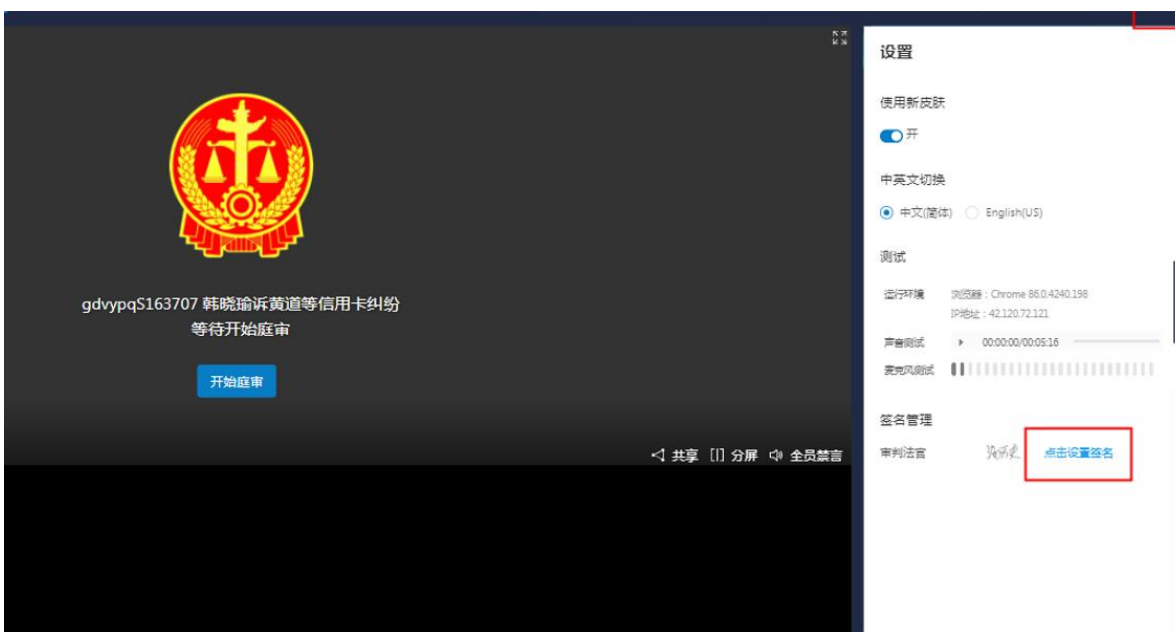 gdvypqS163707 韩晓瑜诉黄道等信用卡纠纷
等待开始庭审
开始庭审
共享 分屏 全员禁言
设置
使用新皮肤
开
中英文切换
中文(简体) English(US)
测试
运行环境 浏览器：Chrome 86.0.4240.198
IP地址：42.120.72.121
声音测试 00:00:00/00:05:16
麦克风测试
签名管理
审判法官 点击设置签名